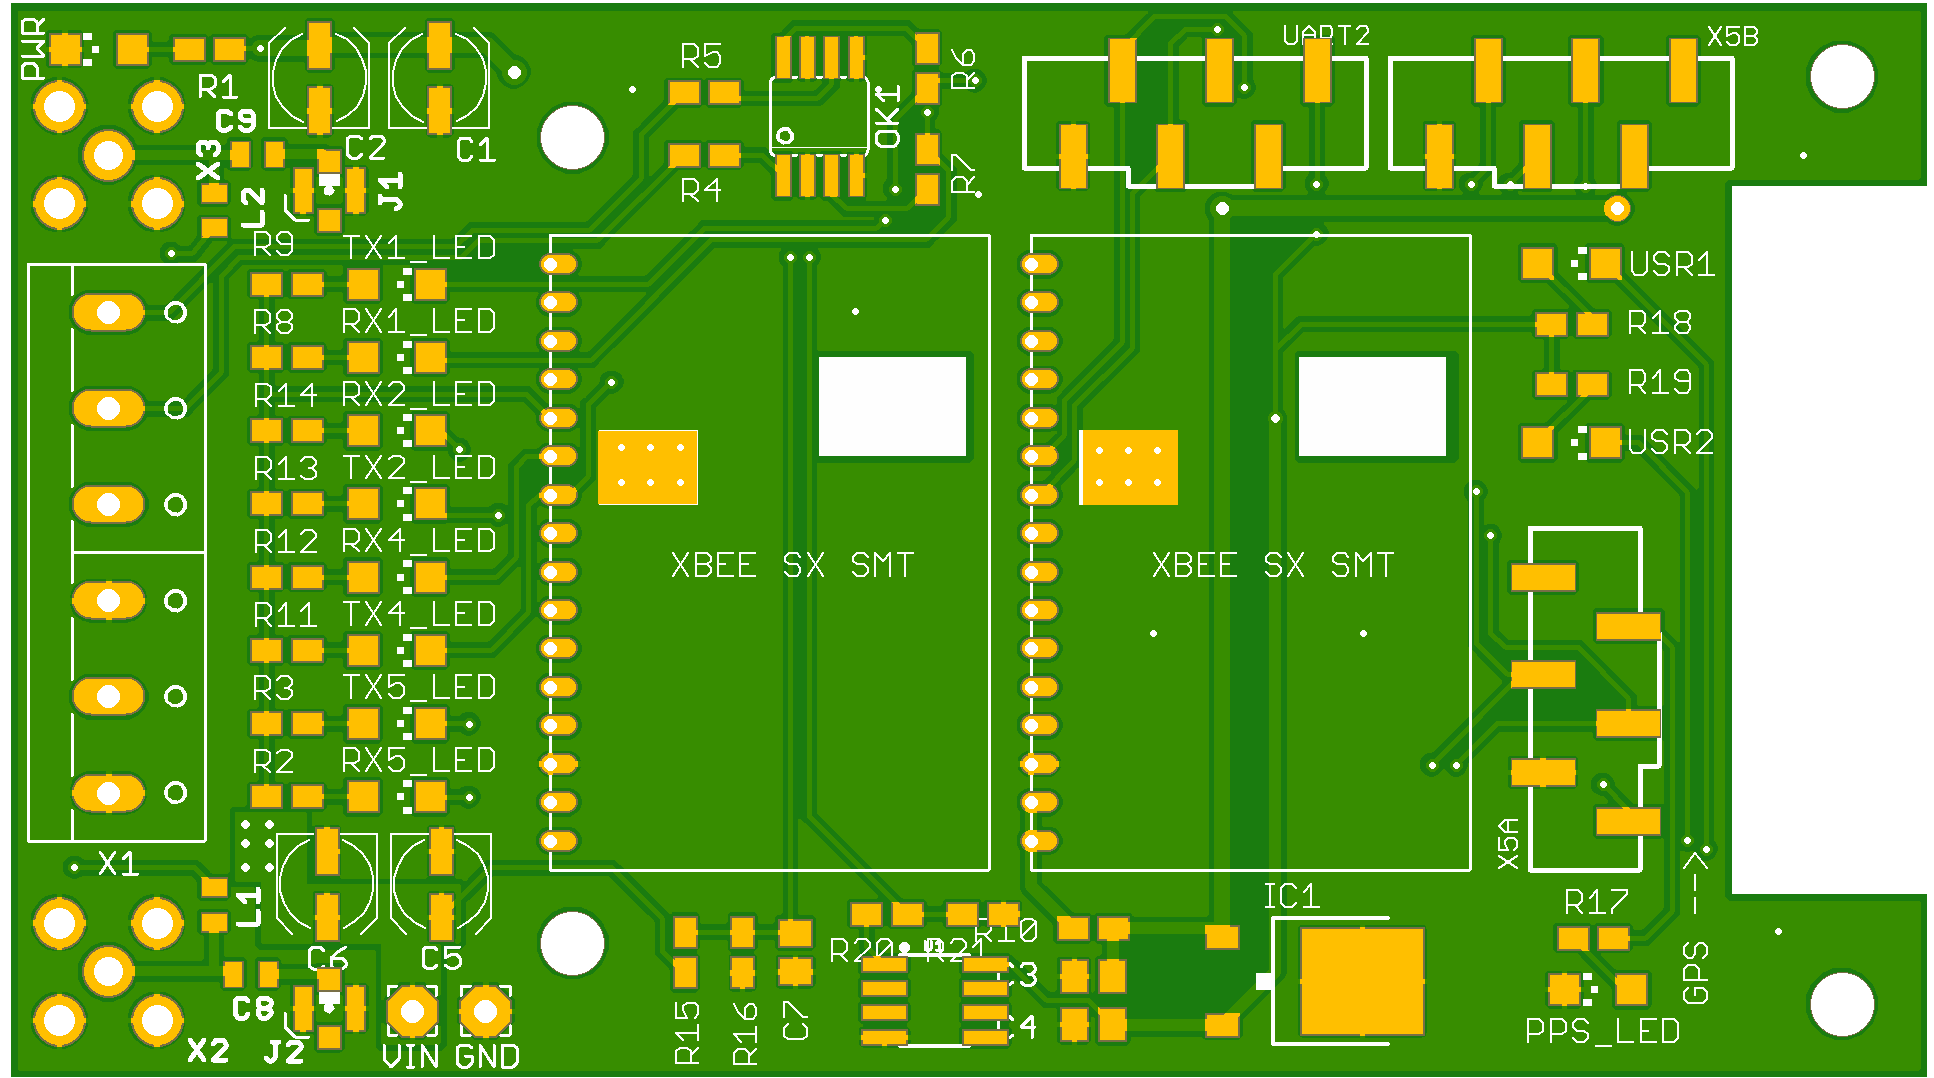 PWR
R1
C9
X3
L2
J1
C2
C1
R5
R4
OK1
R6
R7
UART2
X5B
R9
TX1_LED
R8
RX1_LED
R14
RX2_LED
R13
TX2_LED
R12
RX4_LED
R11
TX4_LED
R3
TX5_LED
R2
RX5_LED
X1
XBEE SX SMT
XBEE SX SMT
USR1
R18
R19
USR2
X5A
GPS -->
R17
PPS_LED
IC1
L1
C6
C5
C8
X2
J2
VIN
GND
R15
R16
C7
R20
R21
R10
U1
C3
C4